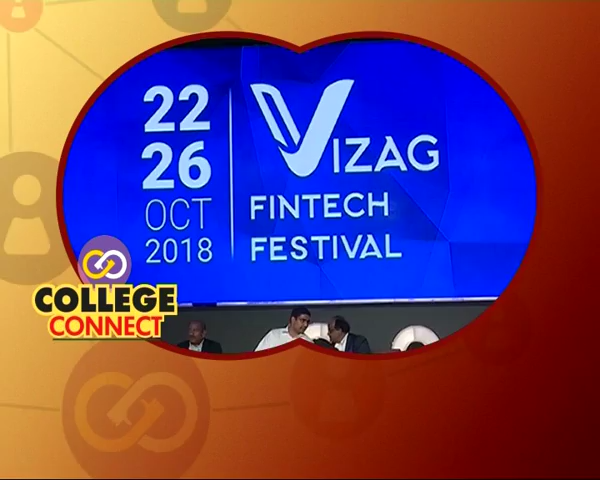 22
26
OCT
2018
VIZAG
FINTECH
FESTIVAL
COLLEGE
CONNECT